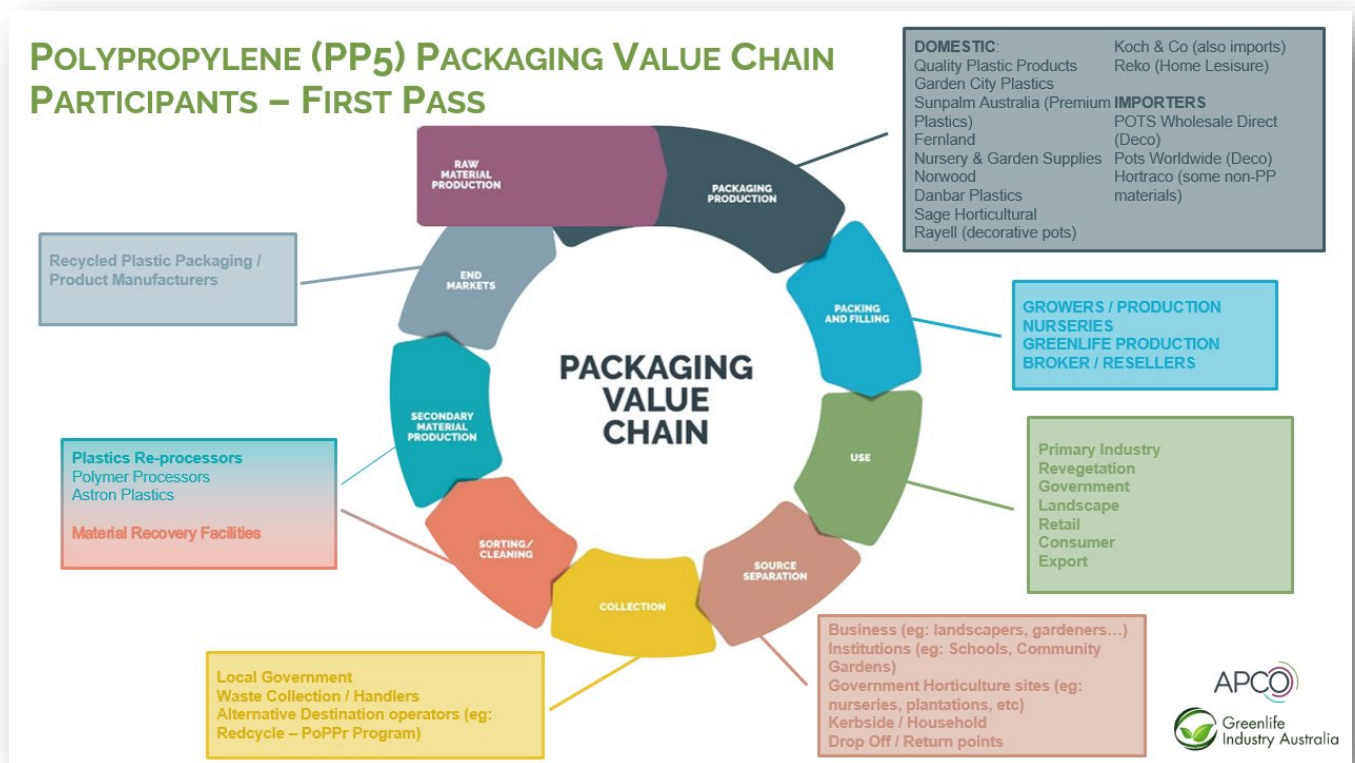 POLYPROPYLENE (PP5) PACKAGING VALUE CHAIN
PARTICIPANTS – FIRST PASS
DOMESTIC:
Quality Plastic Products
Garden City Plastics
Sunpalm Australia (Premium
Plastics)
Fernland
Nursery & Garden Supplies
Norwood
Danbar Plastics
Sage Horticultural
Rayell (decorative pots)
Koch & Co (also imports)
Reko (Home Lesisure)
IMPORTERS
POTS Wholesale Direct
(Deco)
Pots Worldwide (Deco)
Hortraco (some non-PP
materials)
RAW
MATERIAL
PRODUCTION
PACKAGING
PRODUCTION
PACKING
AND FILLING
USE
SOURCE
SEPARATION
COLLECTION
SORTING/
CLEANING
SECONDARY
MATERIAL
PRODUCTION
END
MARKETS
PACKAGING
VALUE
CHAIN
Recycled Plastic Packaging /
Product Manufacturers
GROWERS / PRODUCTION
NURSERIES
GREENLIFE PRODUCTION
BROKER / RESELLERS
Primary Industry
Revegetation
Government
Landscape
Retail
Consumer
Export
Plastics Re-processors
Polymer Processors
Astron Plastics
Material Recovery Facilities
Local Government
Waste Collection / Handlers
Alternative Destination operators (eg:
Redcycle – PoPPr Program)
Business (eg: landscapers, gardeners…)
Institutions (eg: Schools, Community
Gardens)
Government Horticulture sites (eg:
nurseries, plantations, etc)
Kerbside / Household
Drop Off / Return points
APCO
Greenlife
Industry Australia